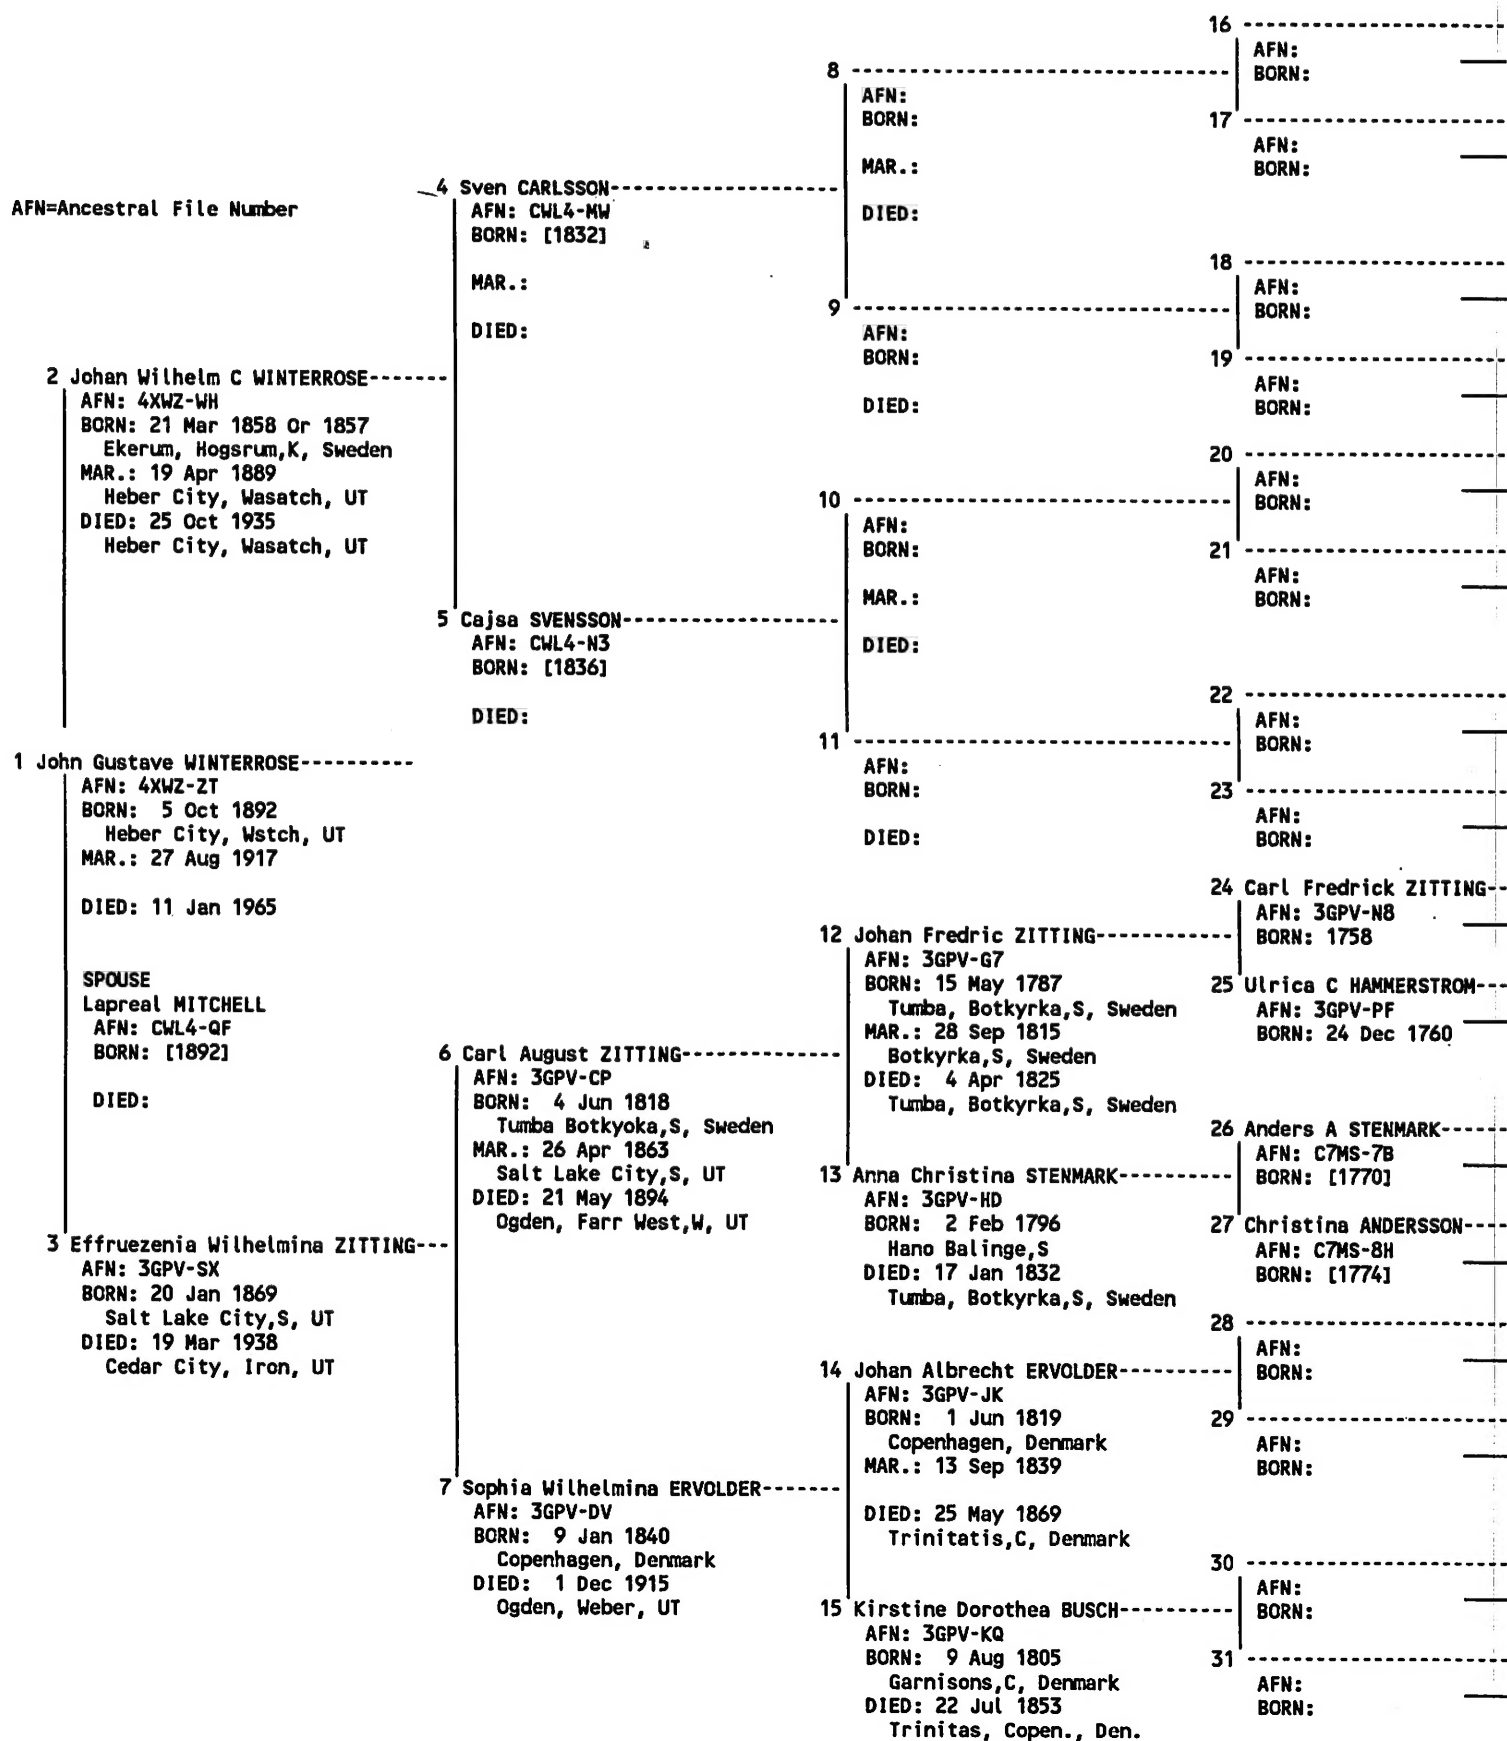 AFN=Ancestral File Number
1 John Gustave WINTERROSE----------
AFN: 4XWZ-ZT
BORN: 5 Oct 1892
Heber City, Wstch, UT
MAR.: 27 Aug 1917
DIED: 11 Jan 1965
SPOUSE
Lapreal MITCHELL
AFN: CWL4-QF
BORN: [1892]
DIED:
2 Johan Wilhelm C WINTERROSE-------
AFN: 4XWZ-WH
BORN: 21 Mar 1858 Or 1857
Ekerum, Hogsrum,K, Sweden
MAR.: 19 Apr 1889
Heber City, Wasatch, UT
DIED: 25 Oct 1935
Heber City, Wasatch, UT
3 Effruezenia Wilhelmina ZITTING---
AFN: 3GPV-SX
BORN: 20 Jan 1869
Salt Lake City,S, UT
DIED: 19 Mar 1938
Cedar City, Iron, UT
4 Sven CARLSSON-------------------
AFN: CWL4-MW
BORN: [1832]
MAR.:
DIED:
5 Cajsa SVENSSON------------------
AFN: CWL4-N3
BORN: [1836]
DIED:
6 Carl August ZITTING-------------
AFN: 3GPV-CP
BORN: 4 Jun 1818
Tumba Botkyoka,S, Sweden
MAR.: 26 Apr 1863
Salt Lake City,S, UT
DIED: 21 May 1894
Ogden, Farr West,W, UT
7 Sophia Wilhelmina ERVOLDER-------
AFN: 3GPV-DV
BORN: 9 Jan 1840
Copenhagen, Denmark
DIED: 1 Dec 1915
Ogden, Weber, UT
8 --------------------------------
AFN:
BORN:
MAR.:
DIED:
9 --------------------------------
AFN:
BORN:
DIED:
10 --------------------------------
AFN:
BORN:
MAR.:
DIED:
11 --------------------------------
AFN:
BORN:
DIED:
12 Johan Fredric ZITTING-----------
AFN: 3GPV-G7
BORN: 15 May 1787
Tumba, Botkyrka,S, Sweden
MAR.: 28 Sep 1815
Botkyrka,S, Sweden
DIED: 4 Apr 1825
Tumba, Botkyrka,S, Sweden
13 Anna Christina STENMARK---------
AFN: 3GPV-HD
BORN: 2 Feb 1796
Hano Balinge,S
DIED: 17 Jan 1832
Tumba, Botkyrka,S, Sweden
14 Johan Albrecht ERVOLDER---------
AFN: 3GPV-JK
BORN: 1 Jun 1819
Copenhagen, Denmark
MAR.: 13 Sep 1839
DIED: 25 May 1869
Trinitatis,C, Denmark
15 Kirstine Dorothea BUSCH---------
AFN: 3GPV-KQ
BORN: 9 Aug 1805
Garnisons,C, Denmark
DIED: 22 Jul 1853
Trinitas, Copen., Den.
16 ----------------------
AFN:
BORN:
17 ----------------------
AFN:
BORN:
18 ----------------------
AFN:
BORN:
19 ----------------------
AFN:
BORN:
20 ----------------------
AFN:
BORN:
21 ----------------------
AFN:
BORN:
22 ----------------------
AFN:
BORN:
23 ----------------------
AFN:
BORN:
24 Carl Fredrick ZITTING--
AFN: 3GPV-N8
BORN: 1758
25 Ulrica C HAMMERSTROM---
AFN: 3GPV-PF
BORN: 24 Dec 1760
26 Anders A STENMARK------
AFN: C7MS-7B
BORN: [1770]
27 Christina ANDERSSON----
AFN: C7MS-8H
BORN: [1774]
28 ----------------------
AFN:
BORN:
29 ----------------------
AFN:
BORN:
30 ----------------------
AFN:
BORN:
31 ----------------------
AFN:
BORN: